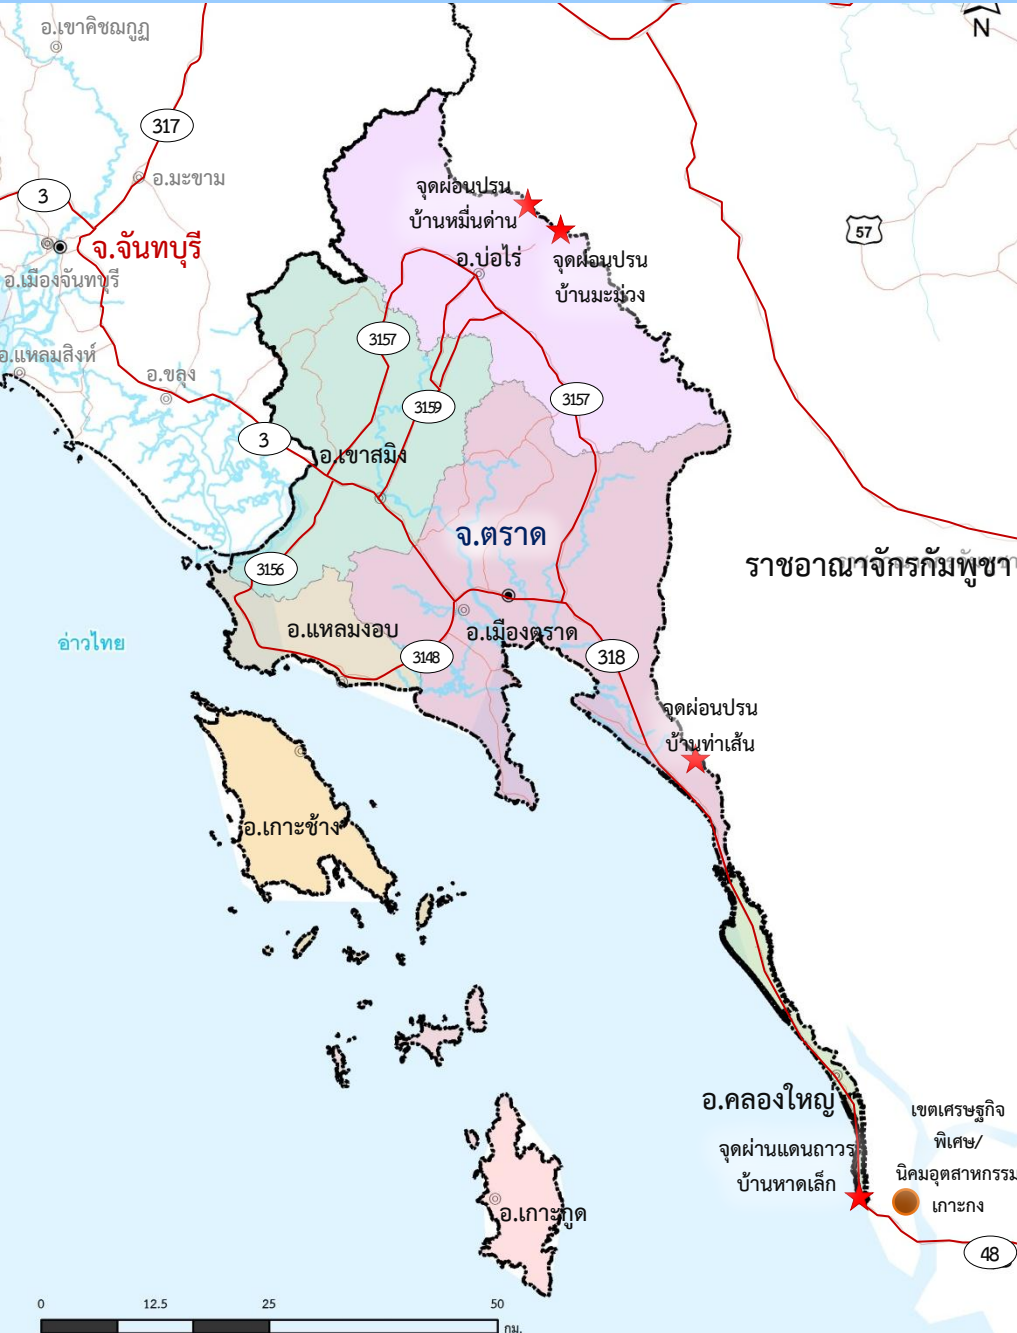 อ.เขาคิชฌกูฏ
N
317
อ.มะขาม
3
จุดผ่อนปรน
บ้านหมื่นด่าน
57
จ.จันทบุรี
อ.บ่อไร่
จุดผ่อนปรน
บ้านมะม่วง
อ.เมืองจันทบุรี
3157
อ.แหลมสิงห์
อ.ขลุง
3159
3157
3
อ.เขาสมิง
จ.ตราด
3156
ราชอาณาจักรกัมพูชา
อ.แหลมงอบ
อ.เมืองตราด
อ่าวไทย
3148
318
จุดผ่อนปรน
บ้านท่าเส้น
อ.เกาะช้าง
อ.คลองใหญ่
จุดผ่านแดนถาวร
บ้านหาดเล็ก
เขตเศรษฐกิจ
พิเศษ/
นิคมอุตสาหกรรม
เกาะกง
อ.เกาะกูด
48
0 12.5 25 50
กม.